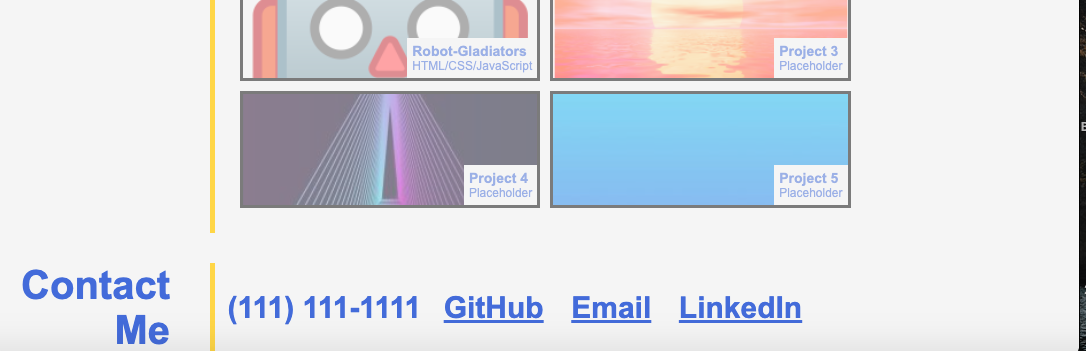 Robot-Gladiators
HTML/CSS/JavaScript
Project 3
Placeholder
Project 4
Placeholder
Project 5
Placeholder
Contact
Me
(111) 111-1111 GitHub Email LinkedIn